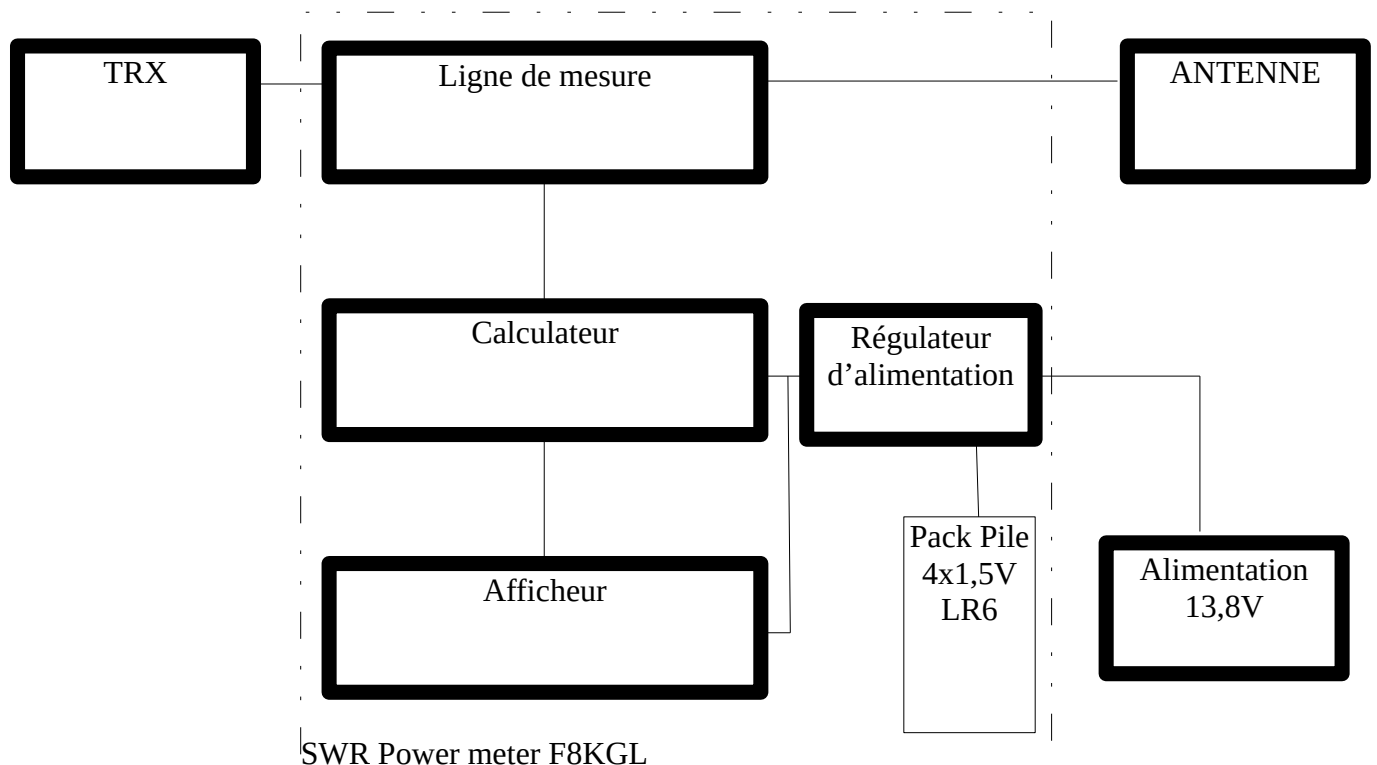 TRX
Ligne de mesure
ANTENNE
Calculateur
Régulateur
d’alimentation
Afficheur
Pack Pile
4x1,5V
LR6
Alimentation
13,8V
SWR Power meter F8KGL